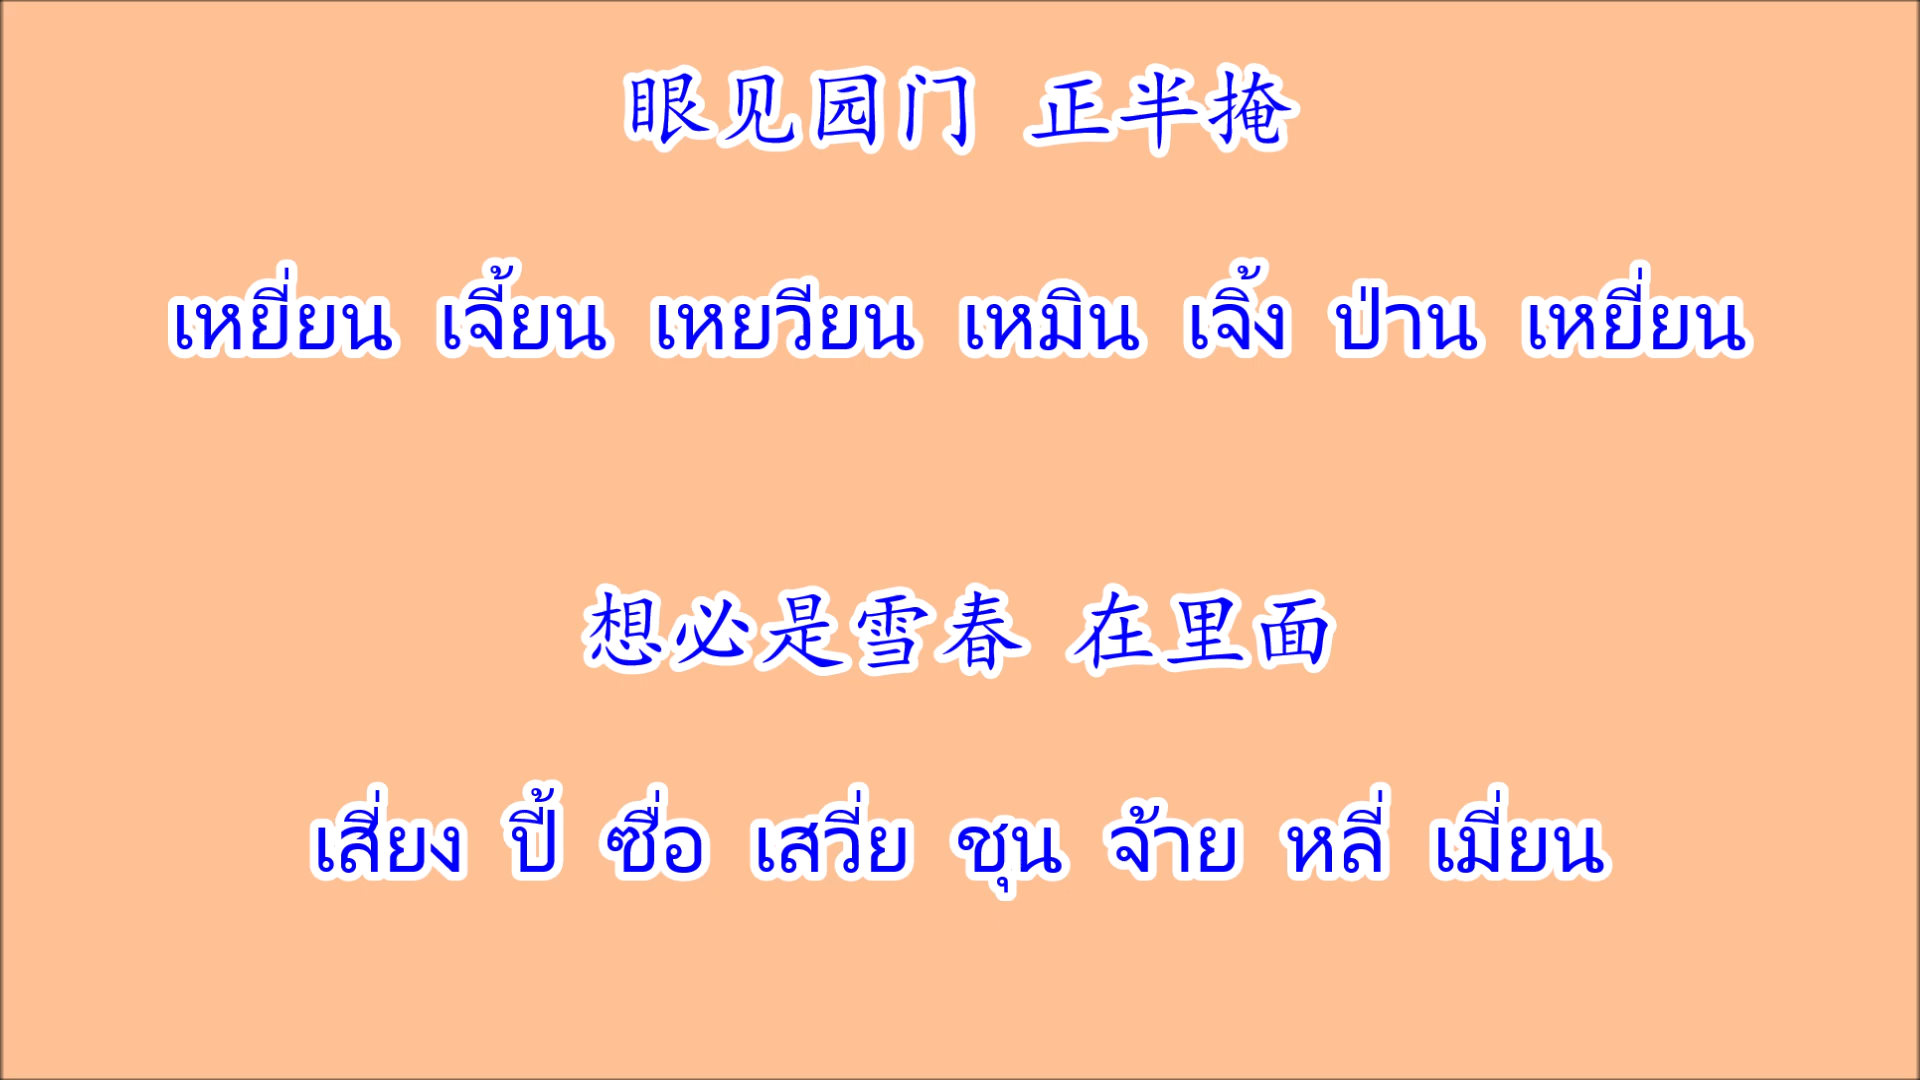 眼见园门 正半掩
เหยี่ยน เจี้ยน เหยวียน เหมิน เจิ้ง ป่าน เหยี่ยน
想必是雪春 在里面
เสี่ยง ปี้ ซื่อ เสวี่ย ชุน จ้าย หลี่ เมี่ยน